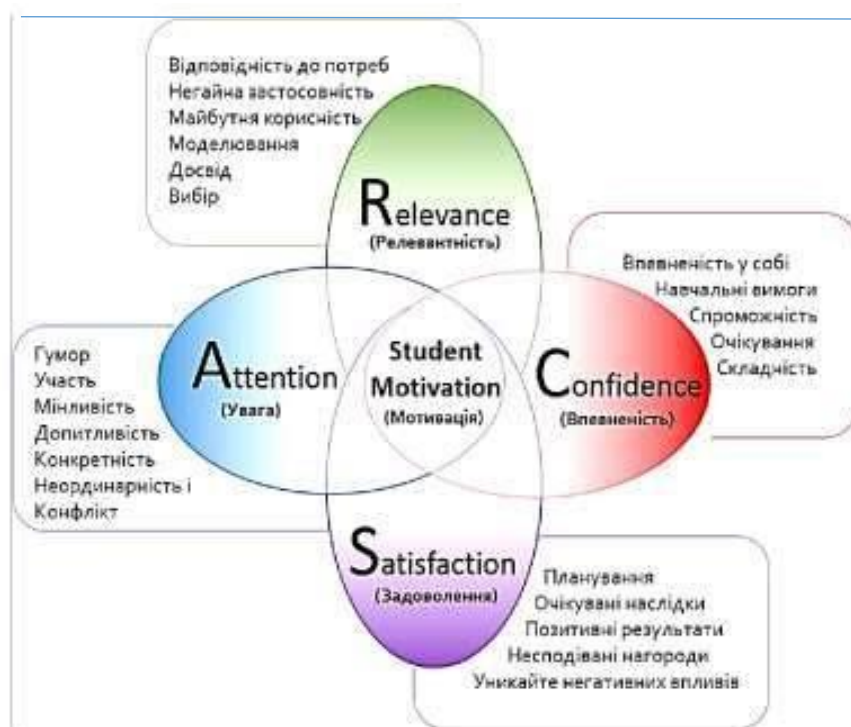 Відповідність до потреб
Негайна застосовність
Майбутня корисність
Моделювання
Досвід
Вибір
Relevance
(Релевантність)
Впевненість у собі
Навчальні вимоги
Спроможність
Очікування
Складність
Гумор
Участь
Мінливість
Допитливість
Конкретність
Неординарність і
Конфлікт
Attention
(Увага)
Student
Motivation
(Мотивація)
Confidence
(Впевненість)
Satisfaction
(Задоволення)
Планування
Очікувані наслідки
Позитивні результати
Несподівані нагороди
Уникайте негативних впливів